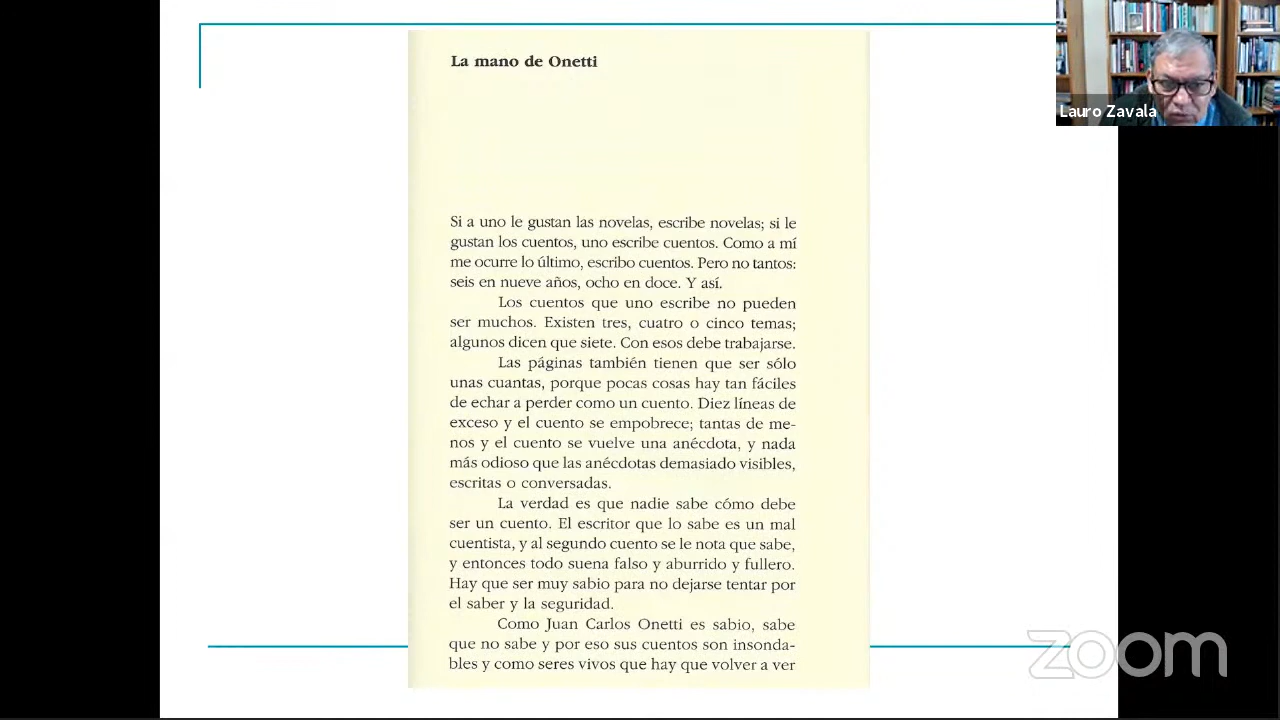 La mano de Onetti
Lauro Zavala
Si a uno le gustan las novelas, escribe novelas; si le
gustan los cuentos, uno escribe cuentos. Como a mí
me ocurre lo último, escribo cuentos. Pero no tantos:
seis en nueve años, ocho en doce. Y así.
Los cuentos que uno escribe no pueden
ser muchos. Existen tres, cuatro o cinco temas;
algunos dicen que siete. Con esos debe trabajarse.
Las páginas también tienen que ser sólo
unas cuantas, porque pocas cosas hay tan fáciles
de echar a perder como un cuento. Diez líneas de
exceso y el cuento se empobrece; tantas de me-
nos y el cuento se vuelve una anécdota, y nada
más odioso que las anécdotas demasiado visibles,
escritas o conversadas.
La verdad es que nadie sabe cómo debe
ser un cuento. El escritor que lo sabe es un mal
cuentista, y al segundo cuento se le nota que sabe,
y entonces todo suena falso y aburrido y fullero.
Hay que ser muy sabio para no dejarse tentar por
el saber y la seguridad.
Como Juan Carlos Onetti es sabio, sabe
que no sabe y por eso sus cuentos son insonda-
bles y como seres vivos que hay que volver a ver
zoom